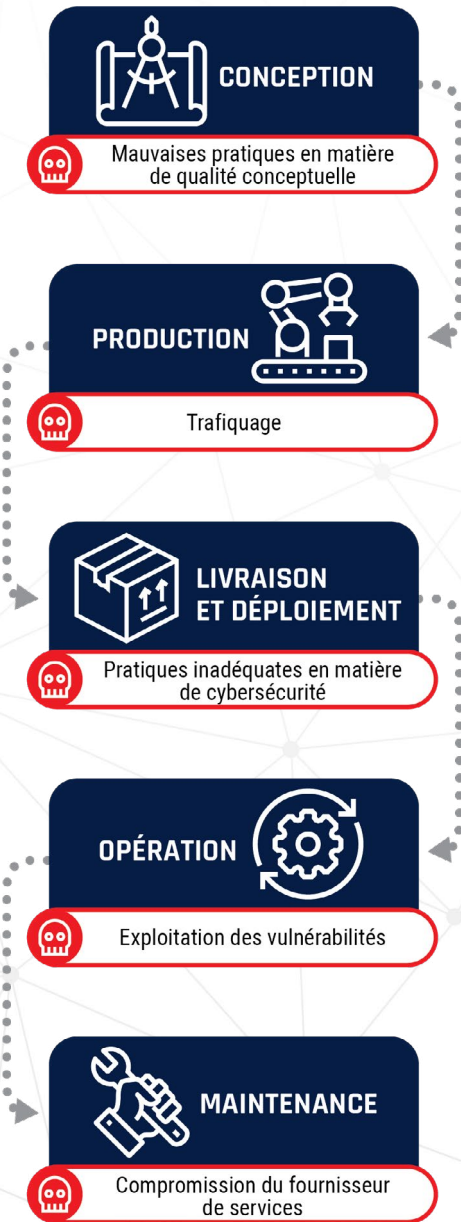 CONCEPTION
Mauvaises pratiques en matière
de qualité conceptuelle
PRODUCTION
Trafiquage
LIVRAISON
ET DÉPLOIEMENT
Pratiques inadéquates en matière
de cybersécurité
OPÉRATION
Exploitation des vulnérabilités
MAINTENANCE
Compromission du fournisseur
de services